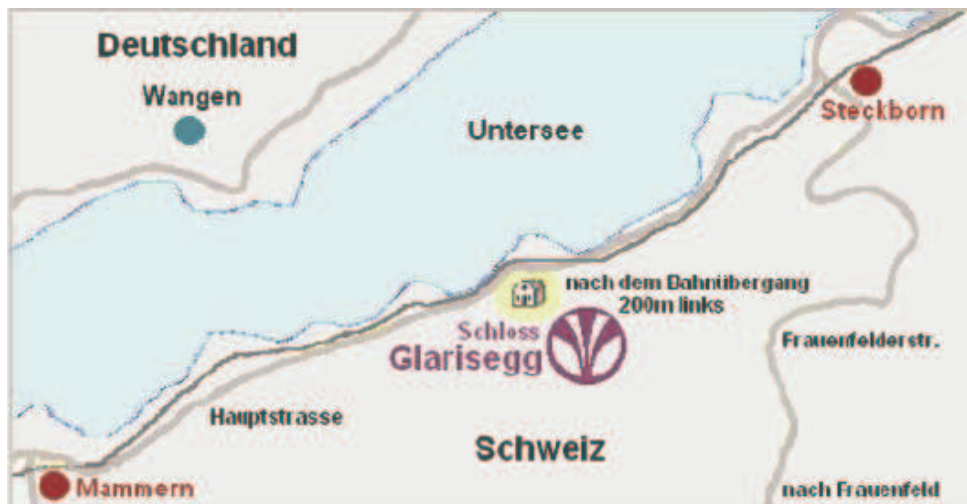 Deutschland
Wangen
Untersee
Steckborn
nach dem Bahnübergang
200m links
Schloss
Glarisegg
Frauenfelderstr.
Hauptstrasse
Schweiz
Mammern
nach Frauenfeld